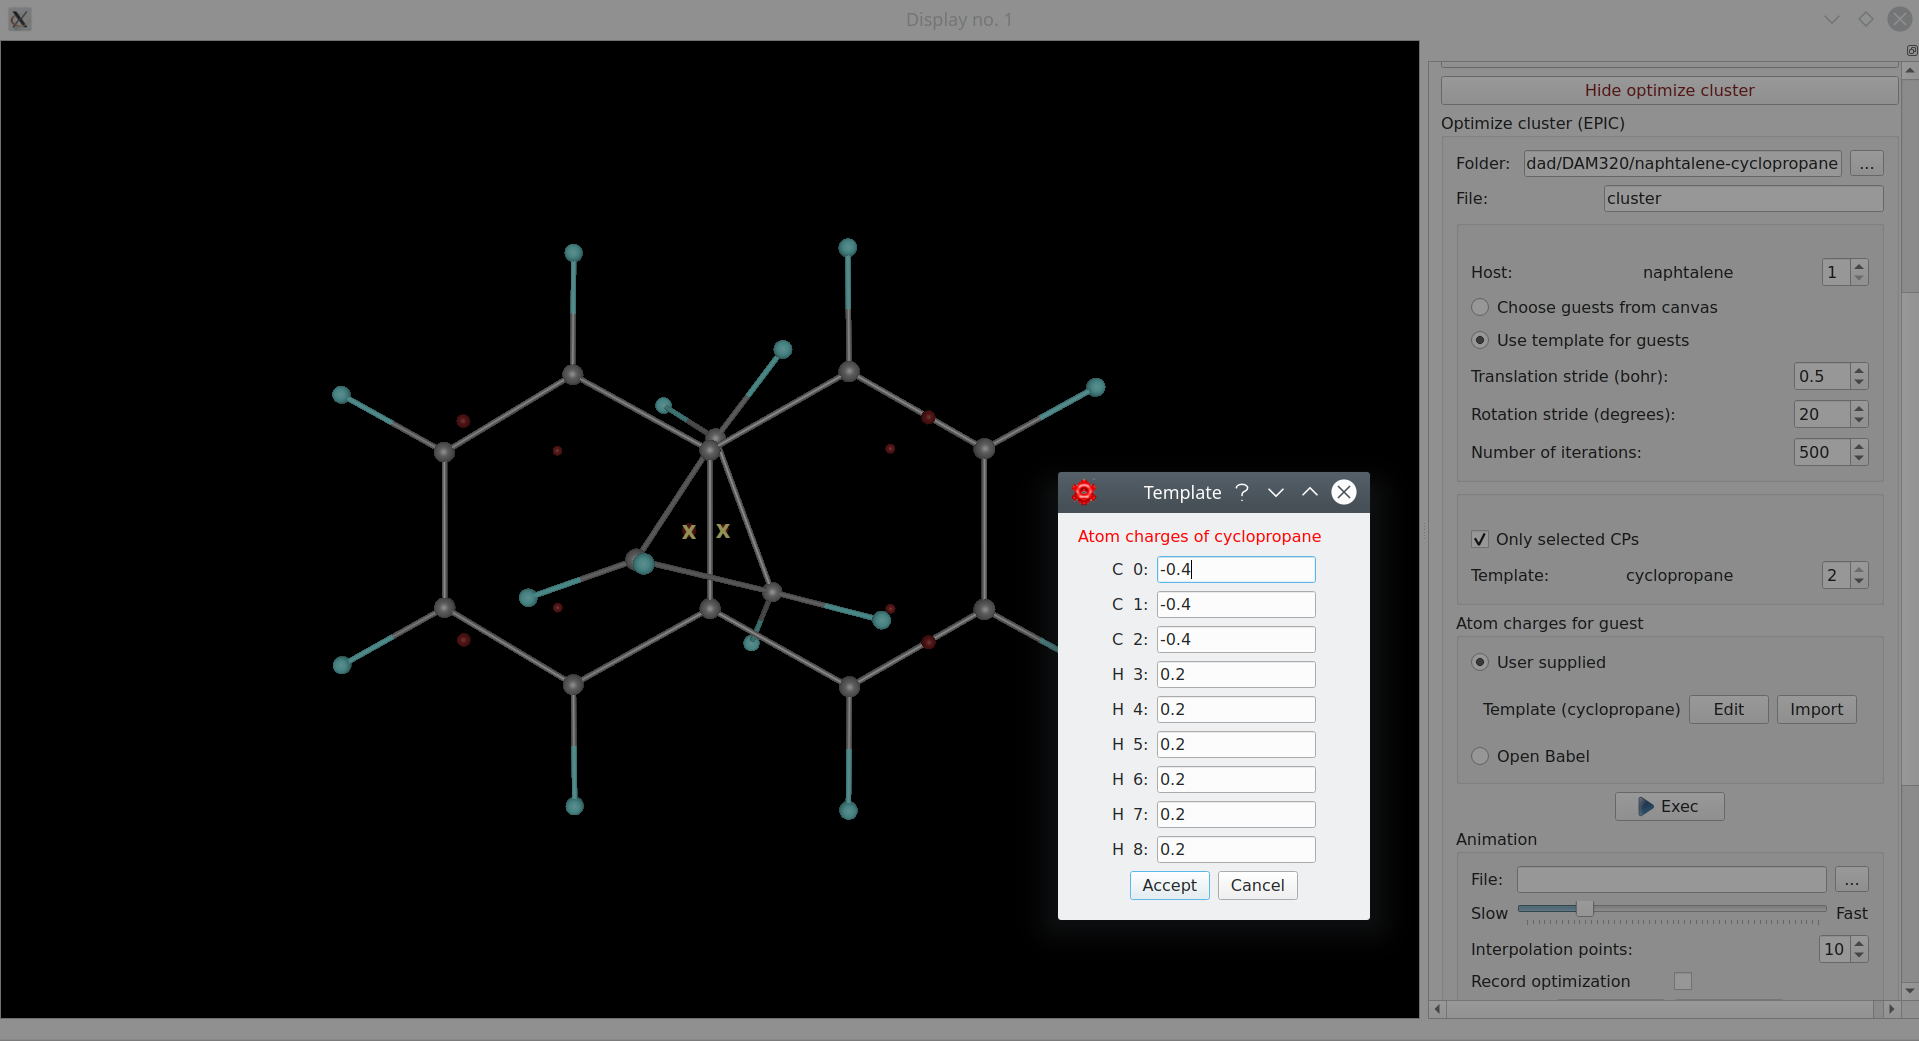 Display no. 1
Hide optimize cluster
Optimize cluster (EPIC)
Folder: dad/DAM320/naphtalene-cyclopropane ...
File: cluster
Host: naphtalene 1
Choose guests from canvas
Use template for guests
Translation stride (bohr): 0.5
Rotation stride (degrees): 20
Number of iterations: 500
Only selected CPs
Template: cyclopropane 2
Atom charges for guest
User supplied
Template (cyclopropane) Edit Import
Open Babel
Exec
Animation
File: ...
Slow Fast
Interpolation points: 10
Record optimization
X X
Template ?
Atom charges of cyclopropane
C 0: -0.4
C 1: -0.4
C 2: -0.4
H 3: 0.2
H 4: 0.2
H 5: 0.2
H 6: 0.2
H 7: 0.2
H 8: 0.2
Accept Cancel